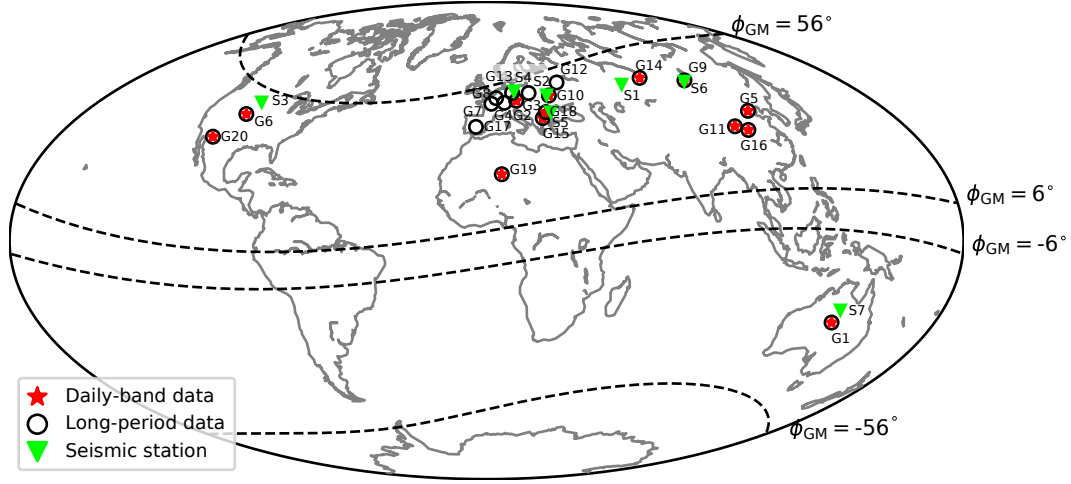 ϕGM = 56°
G14
G9
G13
S4
S2
G12
G8
G10
S1
S6
S3
G3
G5
G6
G7
G4
G2
G18
G20
G17
S5
G11
G15
G16
G19
ϕGM = 6°
ϕGM = -6°
S7
G1
Daily-band data
Long-period data
Seismic station
ϕGM = -56°